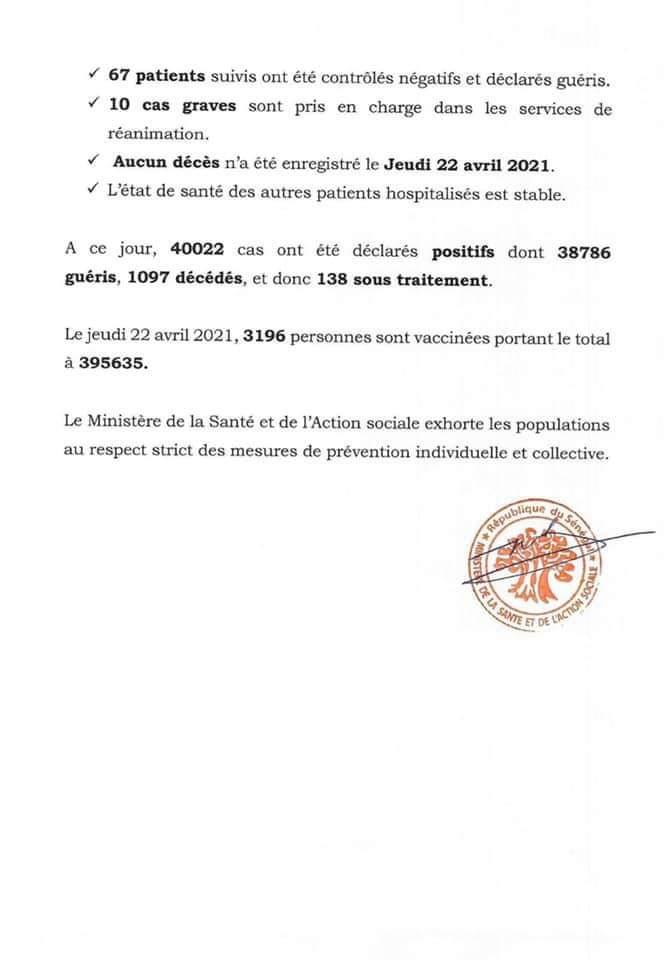 ✓ 67 patients suivis ont été contrôlés négatifs et déclarés guéris.
✓ 10 cas graves sont pris en charge dans les services de
réanimation.
✓ Aucun décès n'a été enregistré le Jeudi 22 avril 2021.
✓ L'état de santé des autres patients hospitalisés est stable.
A ce jour, 40022 cas ont été déclarés positifs dont 38786
guéris, 1097 décédés, et donc 138 sous traitement.
Le jeudi 22 avril 2021, 3196 personnes sont vaccinées portant le total
à 395635.
Le Ministère de la Santé et de l'Action sociale exhorte les populations
au respect strict des mesures de prévention individuelle et collective.
République du Sénégal
MINISTERE DE LA SANTE ET DE L'ACTION SOCIALE